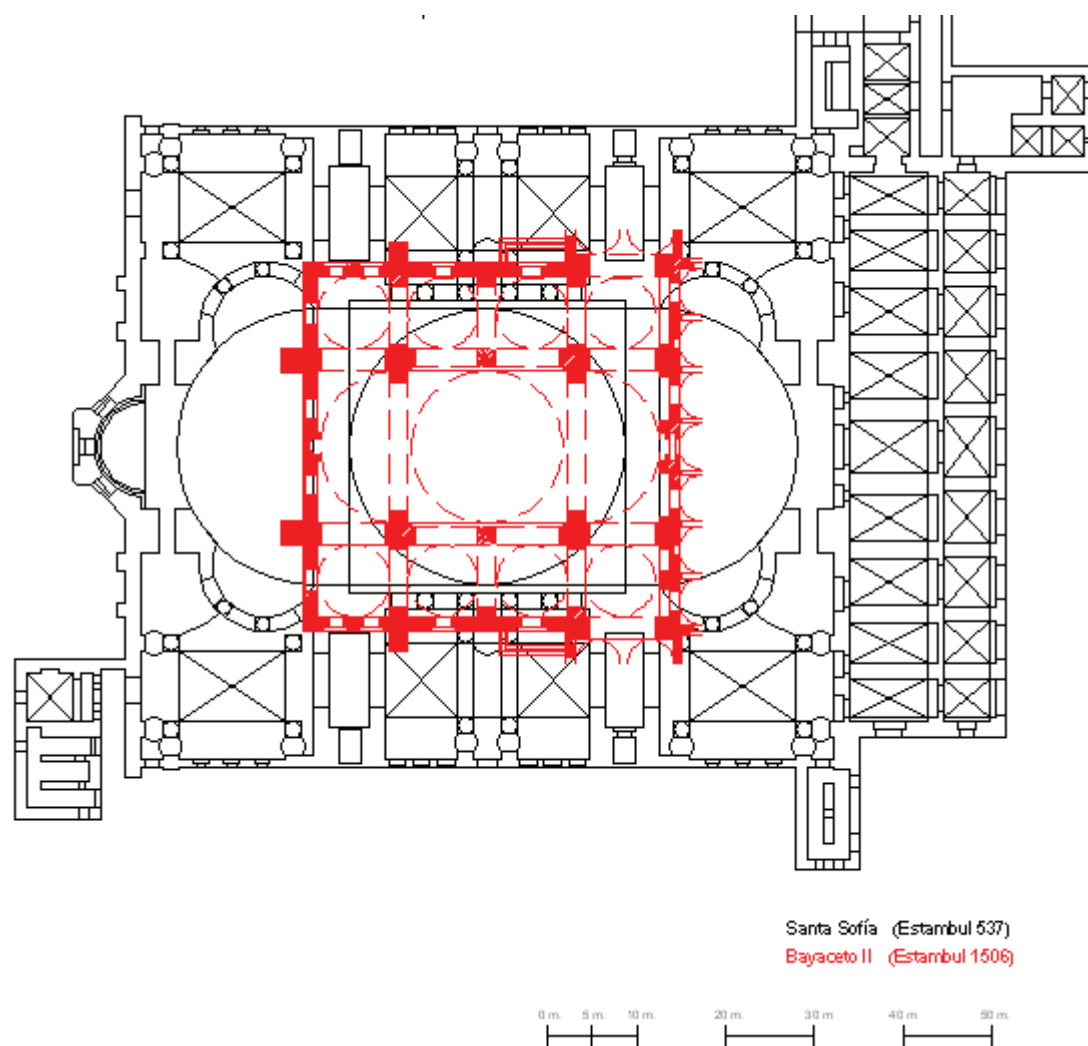 Santa Sofía (Estambul 537)
Bayaceto II (Estambul 1506)
0 m. 5 m. 10 m. 20 m. 30 m. 40 m. 50 m.